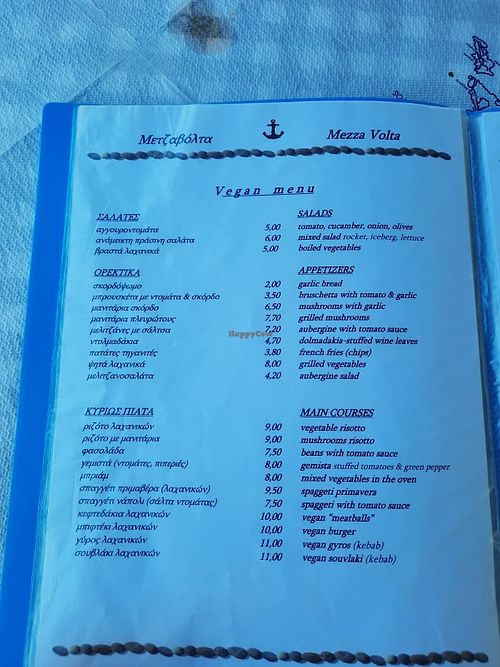 Μετζαβόλτα Mezza Volta
Vegan menu
ΣΑΛΑΤΕΣ SALADS
αγγουροντομάτα 5,00 tomato, cucamber, onion, olives
ανάμεικτη πράσινη σαλάτα 6,00 mixed salad rocket, iceberg, lettuce
βραστά λαχανικά 5,00 boiled vegetables
ΟΡΕΚΤΙΚΑ APPETIZERS
σκορδόψωμο 2,00 garlic bread
μπρουσκέτα με ντομάτα & σκόρδο 3,50 bruschetta with tomato & garlic
μανιτάρια σκόρδο 6,50 mushrooms with garlic
μανιτάρια πλευρώτους 7,70 grilled mushrooms
μελιτζάνες με σάλτσα 7,20 aubergine with tomato sauce
ντολμαδάκια 4,70 dolmadakia-stuffed wine leaves
πατάτες τηγανιτές 3,80 french fries (chips)
ψητά λαχανικά 8,00 grilled vegetables
μελιτζανοσαλάτα 4,20 aubergine salad
ΚΥΡΙΩΣ ΠΙΑΤΑ MAIN COURSES
ριζότο λαχανικών 9,00 vegetable risotto
ριζότο με μανιτάρια 9,00 mushrooms risotto
φασολάδα 7,50 beans with tomato sauce
γεμιστά (ντομάτες, πιπεριές) 8,00 gemista stuffed tomatoes & green pepper
μπριάμ 8,00 mixed vegetables in the oven
σπαγγέτι πριμαβέρα (λαχανικών) 9,50 spaggeti primavera
σπαγγέτι νάπολι (σάλτα ντομάτας) 7,50 spaggeti with tomato sauce
κεφτεδάκια λαχανικών 10,00 vegan "meatballs"
μπιφτέκι λαχανικών 10,00 vegan burger
γύρος λαχανικών 11,00 vegan gyros (kebab)
σουβλάκι λαχανικών 11,00 vegan souvlaki (kebab)
HappyCow